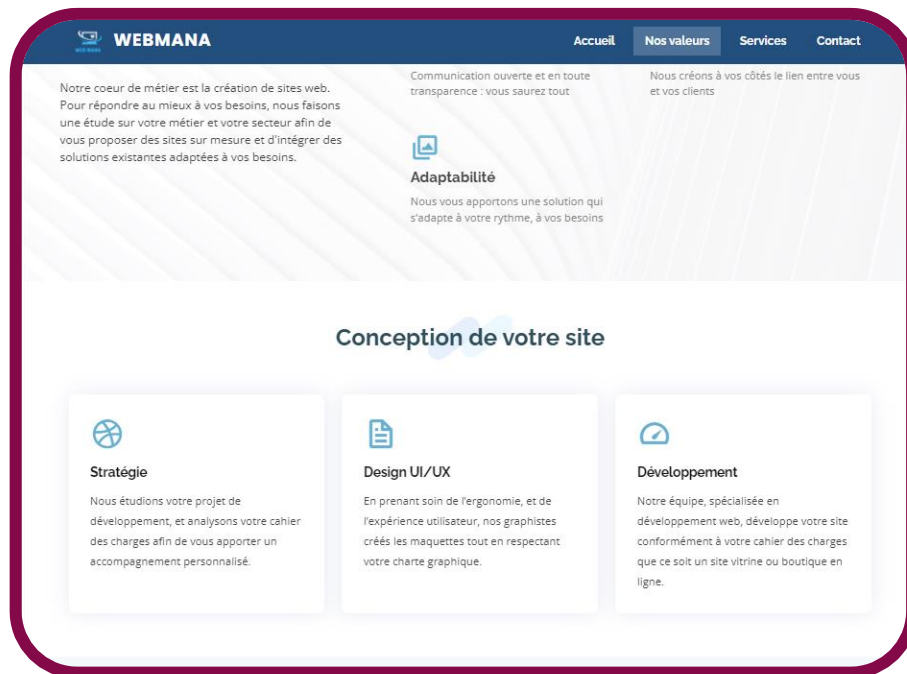 WEBMANA
Accueil
Nos valeurs
Services
Contact
Notre coeur de métier est la création de sites web.
Pour répondre au mieux à vos besoins, nous faisons
une étude sur votre métier et votre secteur afin de
vous proposer des sites sur mesure et d'intégrer des
solutions existantes adaptées à vos besoins.
Communication ouverte et en toute
transparence : vous saurez tout
Nous créons à vos côtés le lien entre vous
et vos clients
Adaptabilité
Nous vous apportons une solution qui
s'adapte à votre rythme, à vos besoins
Conception de votre site
Stratégie
Nous étudions votre projet de
développement, et analysons votre cahier
des charges afin de vous apporter un
accompagnement personnalisé.
Design UI/UX
En prenant soin de l'ergonomie, et de
l'expérience utilisateur, nos graphistes
créés les maquettes tout en respectant
votre charte graphique.
Développement
Notre équipe, spécialisée en
développement web, développe votre site
conformément à votre cahier des charges
que ce soit un site vitrine ou boutique en
ligne.